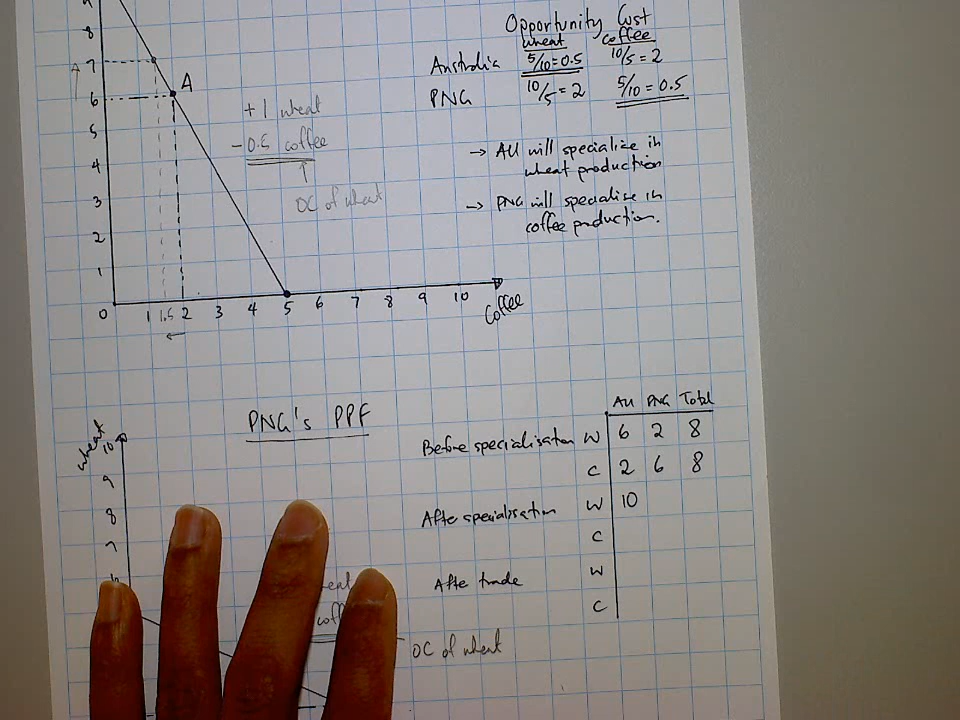 Opportunity Cost
wheat coffee
Australia 5/10=0.5 10/5=2
PNG 10/5=2 5/10=0.5
8
7
A
6
+1 wheat
5
-0.5 coffee
→ AU will specialize in
wheat production
4
OC of wheat
→ PNG will specialise in
coffee production.
3
2
1
0 1 1.5 2 3 4 5 6 7 8 9 10
Coffee
←
PNG's PPF
AU PNG Total
Before specialisation W 6 2 8
C 2 6 8
After specialisation W 10
C
After trade W
C
wheat
10
9
8
7
OC of wheat